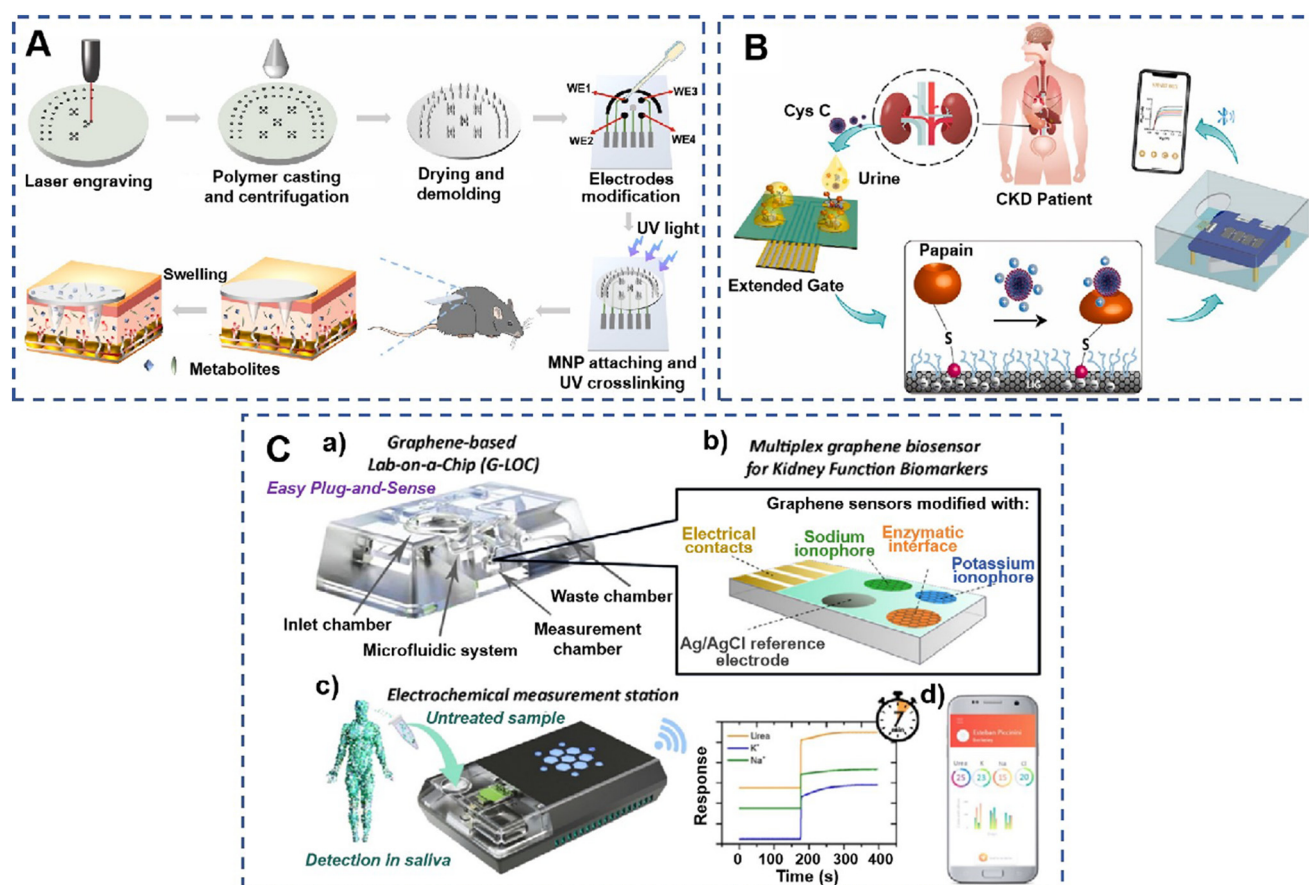 A
Laser engraving
Polymer casting
and centrifugation
Drying and
demolding
WE1
WE3
WE2
WE4
Electrodes
modification
UV light
MNP attaching and
UV crosslinking
Swelling
Metabolites
B
Cys C
Urine
CKD Patient
Extended Gate
Papain
S
S
C
a)
Graphene-based
Lab-on-a-Chip (G-LOC)
Easy Plug-and-Sense
Inlet chamber
Microfluidic system
Measurement
chamber
Waste chamber
b)
Multiplex graphene biosensor
for Kidney Function Biomarkers
Graphene sensors modified with:
Electrical
contacts
Sodium
ionophore
Enzymatic
interface
Potassium
ionophore
Ag/AgCl reference
electrode
c)
Electrochemical measurement station
Untreated sample
Detection in saliva
Urea
K⁺
Na⁺
Response
0 100 200 300 400
Time (s)
7
min
d)
Urea K Na
25 23 35 20